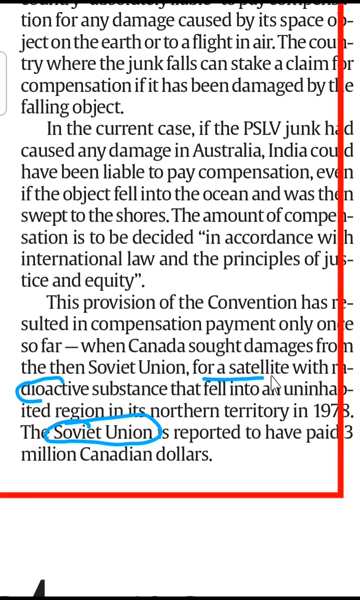 country "absolutely liable" to pay compensa-
tion for any damage caused by its space ob-
ject on the earth or to a flight in air. The coun-
try where the junk falls can stake a claim for
compensation if it has been damaged by the
falling object.
In the current case, if the PSLV junk had
caused any damage in Australia, India could
have been liable to pay compensation, even
if the object fell into the ocean and was then
swept to the shores. The amount of compen-
sation is to be decided “in accordance with
international law and the principles of jus-
tice and equity”.
This provision of the Convention has re-
sulted in compensation payment only once
so far — when Canada sought damages from
the then Soviet Union, for a satellite with ra-
dioactive substance that fell into an uninhab-
ited region in its northern territory in 1978.
The Soviet Union is reported to have paid 3
million Canadian dollars.